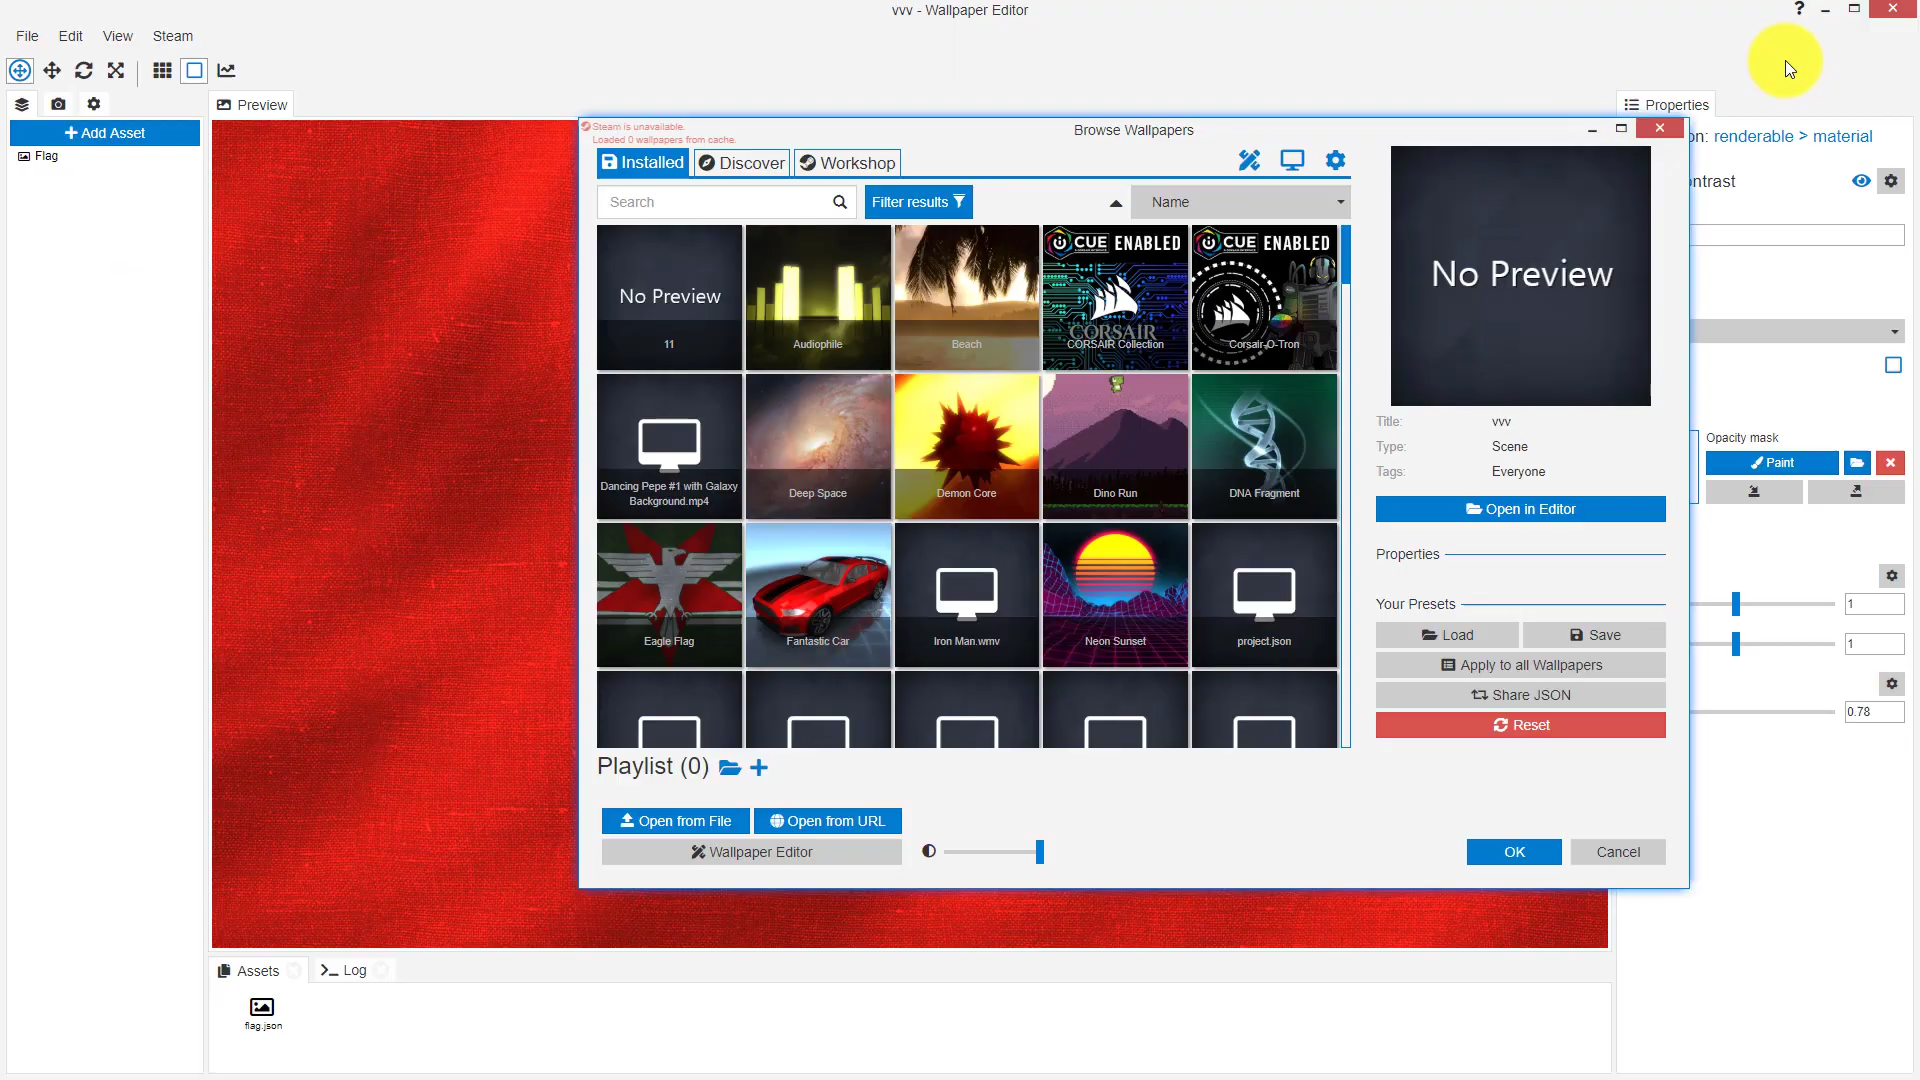 vvv - Wallpaper Editor
?
File Edit View Steam
Preview
Properties
Add Asset
Flag
on: renderable > material
ontrast
Steam is unavailable.
Loaded 0 wallpapers from cache.
Browse Wallpapers
Installed Discover Workshop
Search
Filter results
Name
No Preview
11
Audiophile
Beach
CUE ENABLED
CORSAIR
CORSAIR Collection
CUE ENABLED
Corsair-O-Tron
Dancing Pepe #1 with Galaxy
Background.mp4
Deep Space
Demon Core
Dino Run
DNA Fragment
Eagle Flag
Fantastic Car
Iron Man.wmv
Neon Sunset
project.json
No Preview
Title: vvv
Type: Scene
Tags: Everyone
Open in Editor
Properties
Your Presets
Load Save
Apply to all Wallpapers
Share JSON
Reset
Playlist (0)
Open from File Open from URL
Wallpaper Editor
OK Cancel
Opacity mask
Paint
1
1
0.78
Assets Log
flag.json